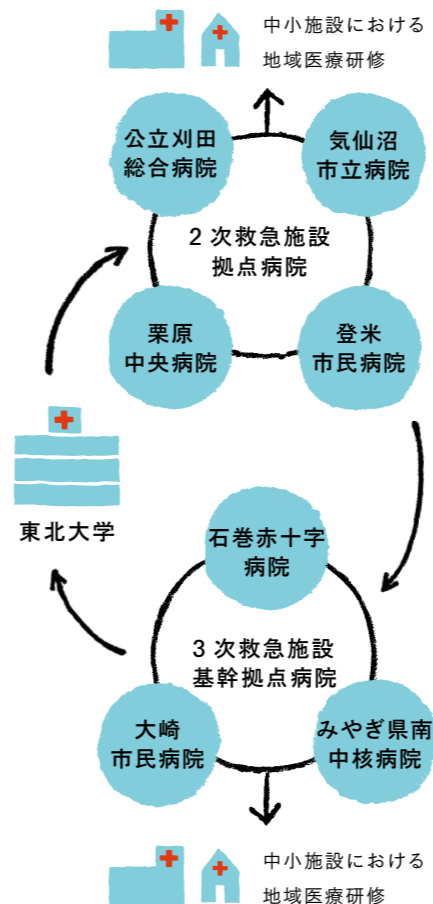 中小施設における
地域医療研修
公立刈田
総合病院
気仙沼
市立病院
2次救急施設
拠点病院
栗原
中央病院
登米
市民病院
東北大学
石巻赤十字
病院
3次救急施設
基幹拠点病院
大崎
市民病院
みやぎ県南
中核病院
中小施設における
地域医療研修